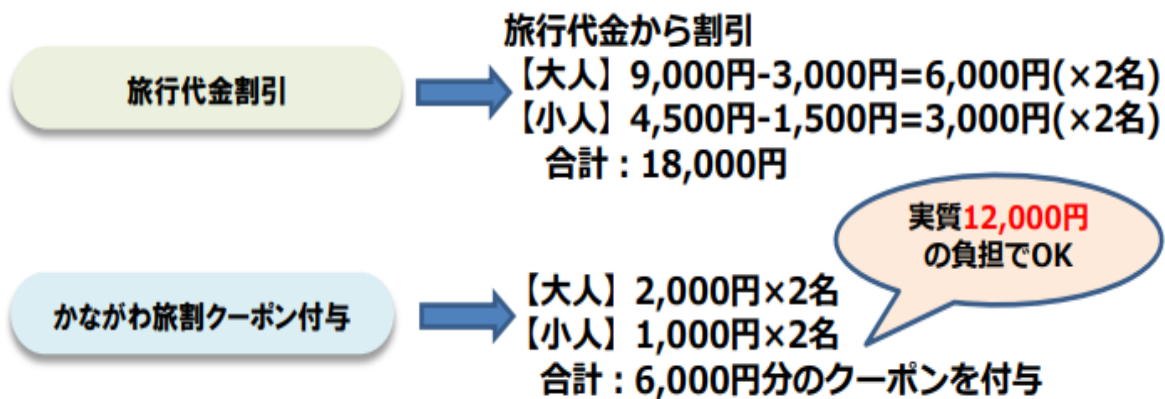 旅行代金割引
旅行代金から割引
【大人】9,000円-3,000円=6,000円(×2名)
【小人】4,500円-1,500円=3,000円(×2名)
合計：18,000円
実質12,000円
の負担でOK
かながわ旅割クーポン付与
【大人】2,000円×2名
【小人】1,000円×2名
合計：6,000円分のクーポンを付与